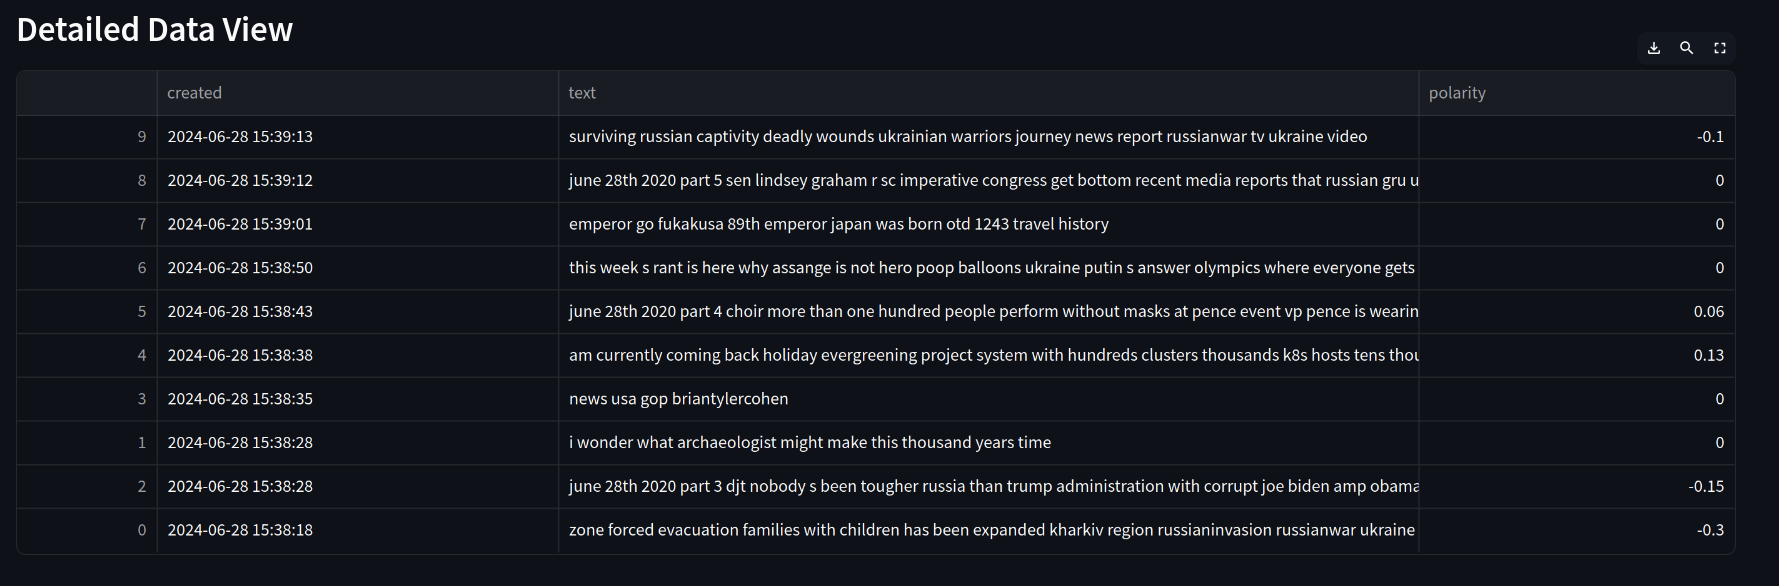 Detailed Data View
created text polarity
9 2024-06-28 15:39:13 surviving russian captivity deadly wounds ukrainian warriors journey news report russianwar tv ukraine video -0.1
8 2024-06-28 15:39:12 june 28th 2020 part 5 sen lindsey graham r sc imperative congress get bottom recent media reports that russian gru u 0
7 2024-06-28 15:39:01 emperor go fukakusa 89th emperor japan was born otd 1243 travel history 0
6 2024-06-28 15:38:50 this week s rant is here why assange is not hero poop balloons ukraine putin s answer olympics where everyone gets 0
5 2024-06-28 15:38:43 june 28th 2020 part 4 choir more than one hundred people perform without masks at pence event vp pence is wearin 0.06
4 2024-06-28 15:38:38 am currently coming back holiday evergreening project system with hundreds clusters thousands k8s hosts tens thou 0.13
3 2024-06-28 15:38:35 news usa gop briantylercohen 0
1 2024-06-28 15:38:28 i wonder what archaeologist might make this thousand years time 0
2 2024-06-28 15:38:28 june 28th 2020 part 3 djt nobody s been tougher russia than trump administration with corrupt joe biden amp obama -0.15
0 2024-06-28 15:38:18 zone forced evacuation families with children has been expanded kharkiv region russianinvasion russianwar ukraine -0.3